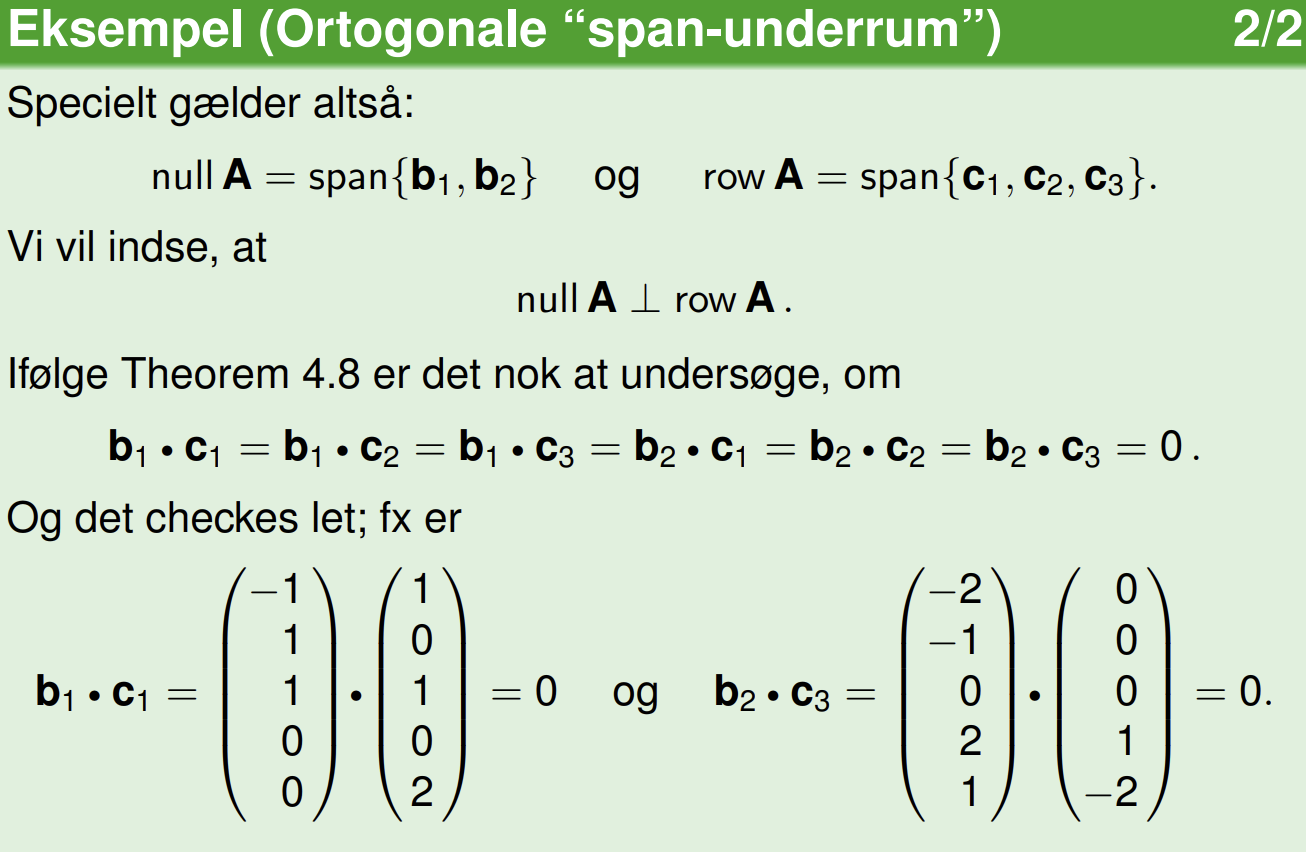 Eksempel (Ortogonale “span-underrum”) 2/2
Specielt gælder altså:
null A = span{b₁, b₂} og row A = span{c₁, c₂, c₃}.
Vi vil indse, at
null A ⊥ row A .
Ifølge Theorem 4.8 er det nok at undersøge, om
b₁ • c₁ = b₁ • c₂ = b₁ • c₃ = b₂ • c₁ = b₂ • c₂ = b₂ • c₃ = 0 .
Og det checkes let; fx er
b₁ • c₁ = (−1 1 1 0 0) • (1 0 1 0 2) = 0 og b₂ • c₃ = (−2 −1 0 2 1) • (0 0 0 1 −2) = 0.